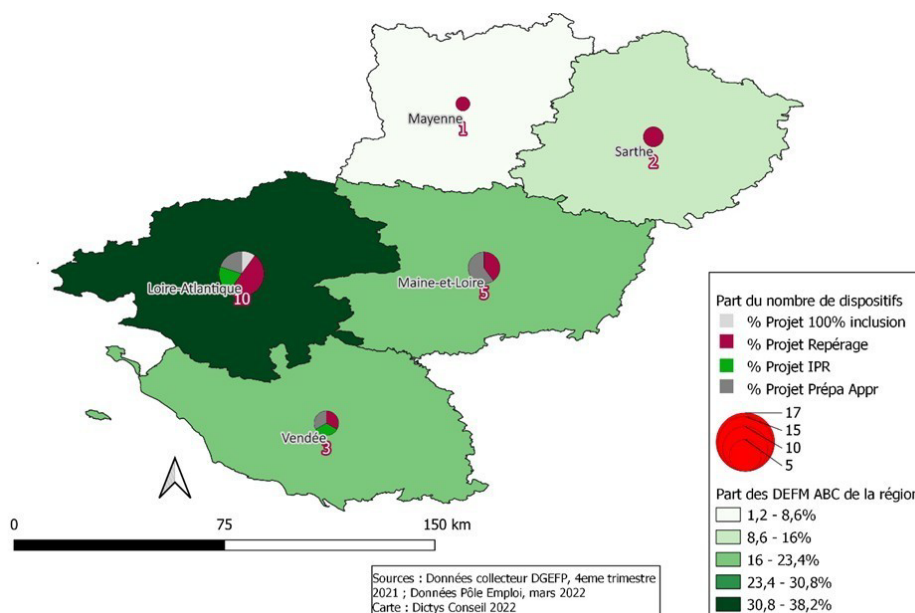 Mayenne
1
Sarthe
2
Loire-Atlantique
10
Maine-et-Loire
5
Vendée
3
0 75 150 km
Sources : Données collecteur DGEFP, 4eme trimestre
2021 ; Données Pôle Emploi, mars 2022
Carte : Dictys Conseil 2022
Part du nombre de dispositifs
% Projet 100% inclusion
% Projet Repérage
% Projet IPR
% Projet Prépa Appr
17
15
10
5
Part des DEFM ABC de la région
1,2 - 8,6%
8,6 - 16%
16 - 23,4%
23,4 - 30,8%
30,8 - 38,2%